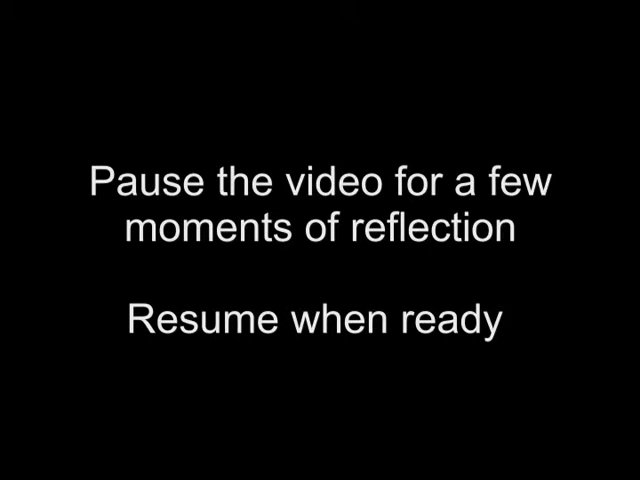 Pause the video for a few
moments of reflection
Resume when ready